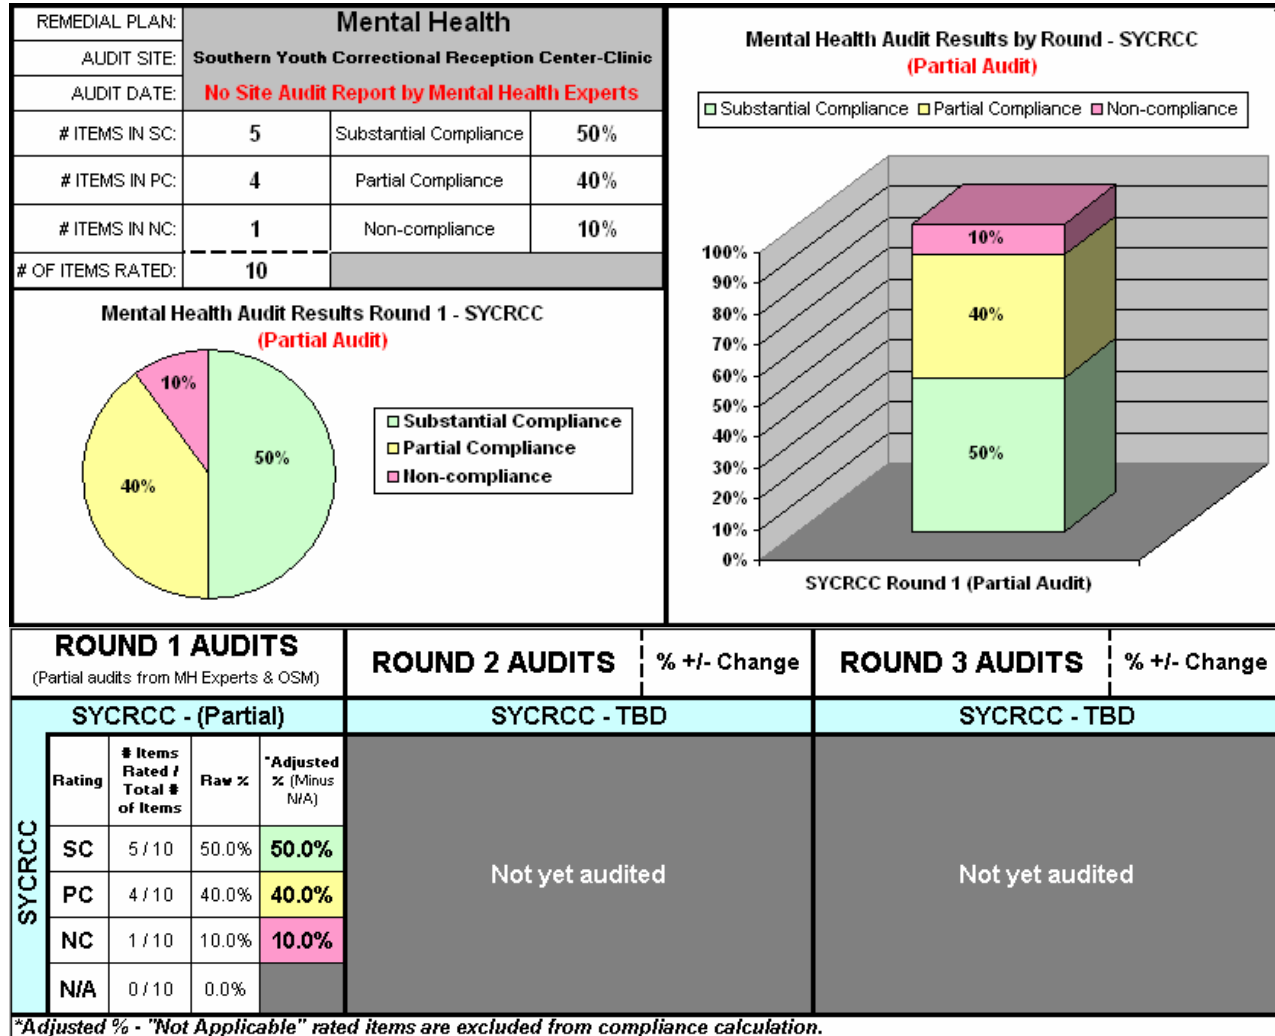 REMEDIAL PLAN: Mental Health
AUDIT SITE: Southern Youth Correctional Reception Center-Clinic
AUDIT DATE: No Site Audit Report by Mental Health Experts
# ITEMS IN SC: 5 Substantial Compliance 50%
# ITEMS IN PC: 4 Partial Compliance 40%
# ITEMS IN NC: 1 Non-compliance 10%
# OF ITEMS RATED: 10
Mental Health Audit Results Round 1 - SYCRCC
(Partial Audit)
10%
50%
40%
Substantial Compliance
Partial Compliance
Non-compliance
Mental Health Audit Results by Round - SYCRCC
(Partial Audit)
Substantial Compliance Partial Compliance Non-compliance
100%
90%
80%
70%
60%
50%
40%
30%
20%
10%
0%
10%
40%
50%
SYCRCC Round 1 (Partial Audit)
ROUND 1 AUDITS
(Partial audits from MH Experts & OSM)
ROUND 2 AUDITS % +/- Change
ROUND 3 AUDITS % +/- Change
SYCRCC - (Partial)
SYCRCC - TBD
SYCRCC - TBD
SYCRCC
Rating
# Items
Rated /
Total #
of Items
Raw %
*Adjusted
% (Minus
N/A)
SC 5 / 10 50.0% 50.0%
PC 4 / 10 40.0% 40.0%
NC 1 / 10 10.0% 10.0%
N/A 0 / 10 0.0%
Not yet audited
Not yet audited
*Adjusted % - "Not Applicable" rated items are excluded from compliance calculation.